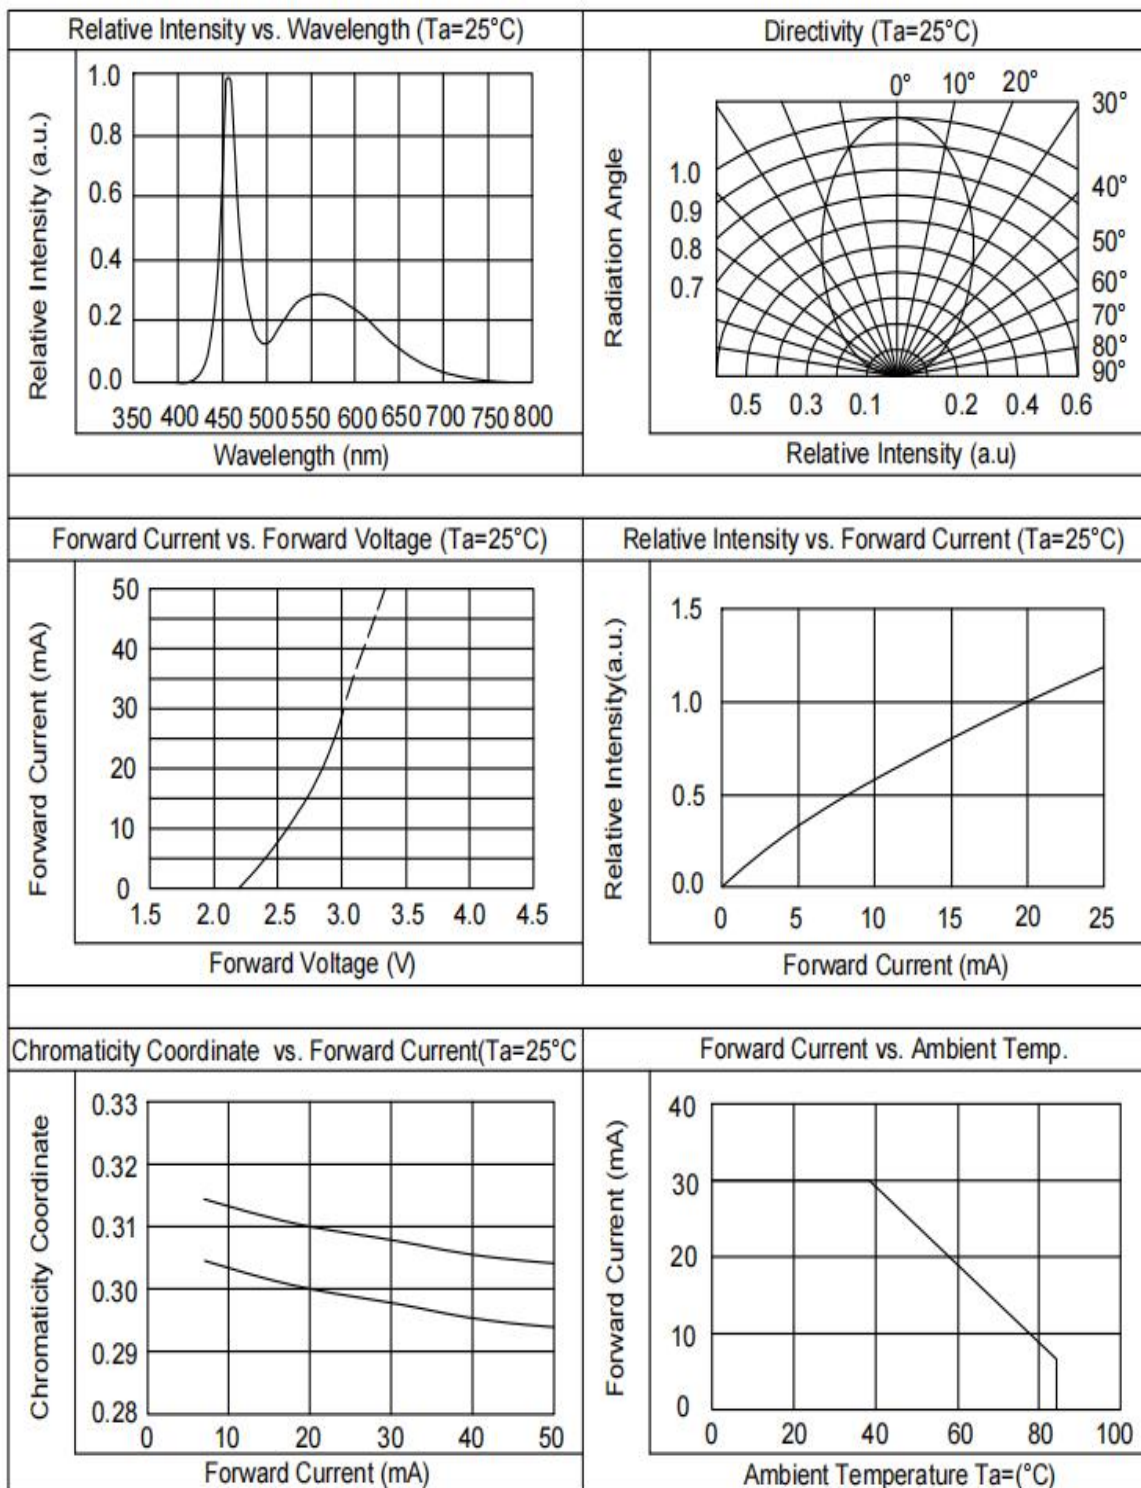 Relative Intensity vs. Wavelength (Ta=25°C)
Relative Intensity (a.u.)
1.0
0.8
0.6
0.4
0.2
0.0
350 400 450 500 550 600 650 700 750 800
Wavelength (nm)
Directivity (Ta=25°C)
Radiation Angle
0° 10° 20° 30°
40°
50°
60°
70°
80°
90°
1.0
0.9
0.8
0.7
0.5 0.3 0.1 0.2 0.4 0.6
Relative Intensity (a.u)
Forward Current vs. Forward Voltage (Ta=25°C)
Forward Current (mA)
50
40
30
20
10
0
1.5 2.0 2.5 3.0 3.5 4.0 4.5
Forward Voltage (V)
Relative Intensity vs. Forward Current (Ta=25°C)
Relative Intensity(a.u.)
1.5
1.0
0.5
0.0
0 5 10 15 20 25
Forward Current (mA)
Chromaticity Coordinate vs. Forward Current(Ta=25°C
Chromaticity Coordinate
0.33
0.32
0.31
0.30
0.29
0.28
0 10 20 30 40 50
Forward Current (mA)
Forward Current vs. Ambient Temp.
Forward Current (mA)
40
30
20
10
0
0 20 40 60 80 100
Ambient Temperature Ta=(°C)